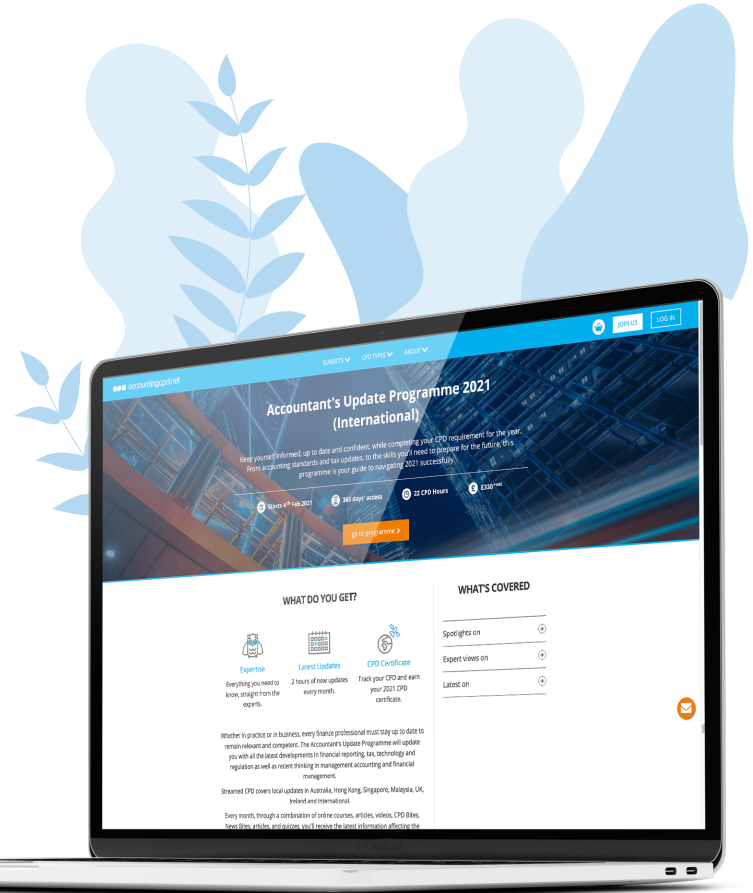 accountingcpd.net
SUBJECTS CPD TYPES ABOUT
JOIN US
LOG IN
Accountant's Update Programme 2021
(International)
Keep yourself informed, up to date and confident, while completing your CPD requirement for the year.
From accounting standards and tax updates, to the skills you'll need to prepare for the future, this
programme is your guide to navigating 2021 successfully.
Starts 4th Feb 2021
365 days' access
22 CPD Hours
£ £330 +VAT
go to programme
WHAT DO YOU GET?
Expertise
Everything you need to
know, straight from the
experts.
Latest Updates
2 hours of new updates
every month.
CPD Certificate
Track your CPD and earn
your 2021 CPD
certificate.
Whether in practice or in business, every finance professional must stay up to date to
remain relevant and competent. The Accountant's Update Programme will update
you with all the latest developments in financial reporting, tax, technology and
regulation as well as recent thinking in management accounting and financial
management.
Streamed CPD covers local updates in Australia, Hong Kong, Singapore, Malaysia, UK,
Ireland and International.
Every month, through a combination of online courses, articles, videos, CPD Bites,
News Bites, articles, and quizzes, you'll receive the latest information affecting the
WHAT'S COVERED
Spotlights on
Expert views on
Latest on